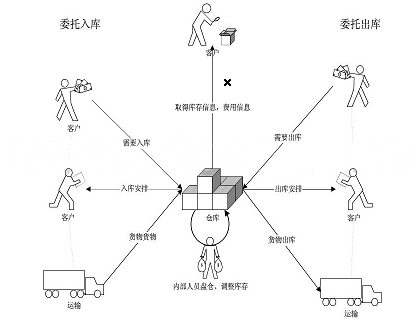 委托入库
委托出库
客户
取得库存信息，费用信息
客户
客户
需要入库
需要出库
客户
入库安排
仓库
出库安排
客户
货物货物
货物出库
内部人员盘仓、调整库存
运输
运输